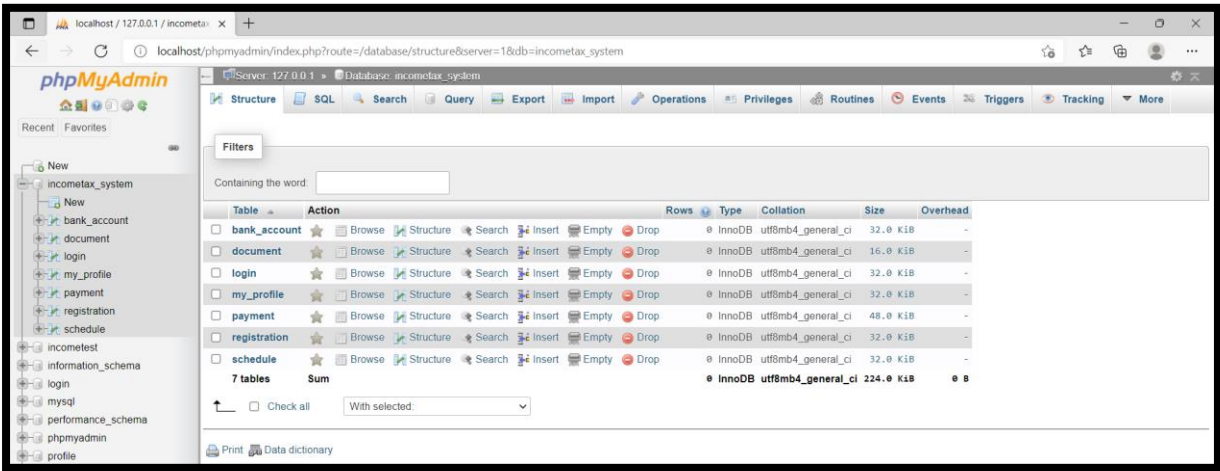 localhost / 127.0.0.1 / incometax
localhost/phpmyadmin/index.php?route=/database/structure&server=1&db=incometax_system
phpMyAdmin
Recent Favorites
New
incometax_system
New
bank_account
document
login
my_profile
payment
registration
schedule
incometest
information_schema
login
mysql
performance_schema
phpmyadmin
profile
Server: 127.0.0.1 » Database: incometax_system
Structure SQL Search Query Export Import Operations Privileges Routines Events Triggers Tracking More
Filters
Containing the word:
Table Action Rows Type Collation Size Overhead
bank_account Browse Structure Search Insert Empty Drop 0 InnoDB utf8mb4_general_ci 32.0 KiB -
document Browse Structure Search Insert Empty Drop 0 InnoDB utf8mb4_general_ci 16.0 KiB -
login Browse Structure Search Insert Empty Drop 0 InnoDB utf8mb4_general_ci 32.0 KiB -
my_profile Browse Structure Search Insert Empty Drop 0 InnoDB utf8mb4_general_ci 32.0 KiB -
payment Browse Structure Search Insert Empty Drop 0 InnoDB utf8mb4_general_ci 48.0 KiB -
registration Browse Structure Search Insert Empty Drop 0 InnoDB utf8mb4_general_ci 32.0 KiB -
schedule Browse Structure Search Insert Empty Drop 0 InnoDB utf8mb4_general_ci 32.0 KiB -
7 tables Sum 0 InnoDB utf8mb4_general_ci 224.0 KiB 0 B
Check all With selected:
Print Data dictionary